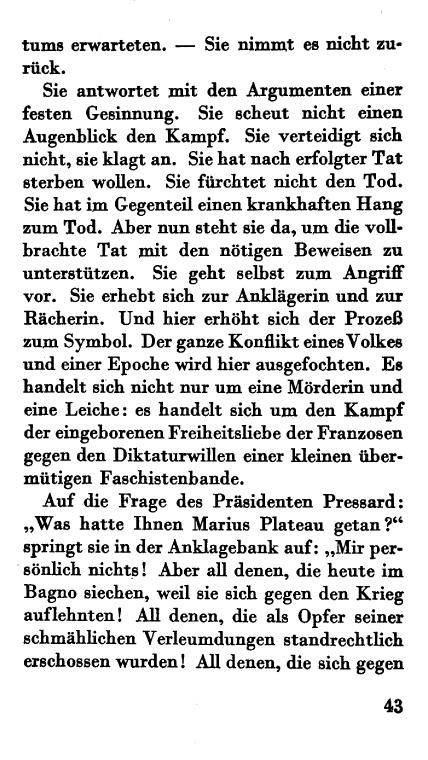 tums erwarteten. — Sie nimmt es nicht zu-
rück.
Sie antwortet mit den Argumenten einer
festen Gesinnung. Sie scheut nicht einen
Augenblick den Kampf. Sie verteidigt sich
nicht, sie klagt an. Sie hat nach erfolgter Tat
sterben wollen. Sie fürchtet nicht den Tod.
Sie hat im Gegenteil einen krankhaften Hang
zum Tod. Aber nun steht sie da, um die voll-
brachte Tat mit den nötigen Beweisen zu
unterstützen. Sie geht selbst zum Angriff
vor. Sie erhebt sich zur Anklägerin und zur
Rächerin. Und hier erhöht sich der Prozeß
zum Symbol. Der ganze Konflikt eines Volkes
und einer Epoche wird hier ausgefochten. Es
handelt sich nicht nur um eine Mörderin und
eine Leiche: es handelt sich um den Kampf
der eingeborenen Freiheitsliebe der Franzosen
gegen den Diktaturwillen einer kleinen über-
mütigen Faschistenbande.
Auf die Frage des Präsidenten Pressard:
„Was hatte Ihnen Marius Plateau getan?“
springt sie in der Anklagebank auf: „Mir per-
sönlich nichts! Aber all denen, die heute im
Bagno siechen, weil sie sich gegen den Krieg
auflehnten! All denen, die als Opfer seiner
schmählichen Verleumdungen standrechtlich
erschossen wurden! All denen, die sich gegen
43